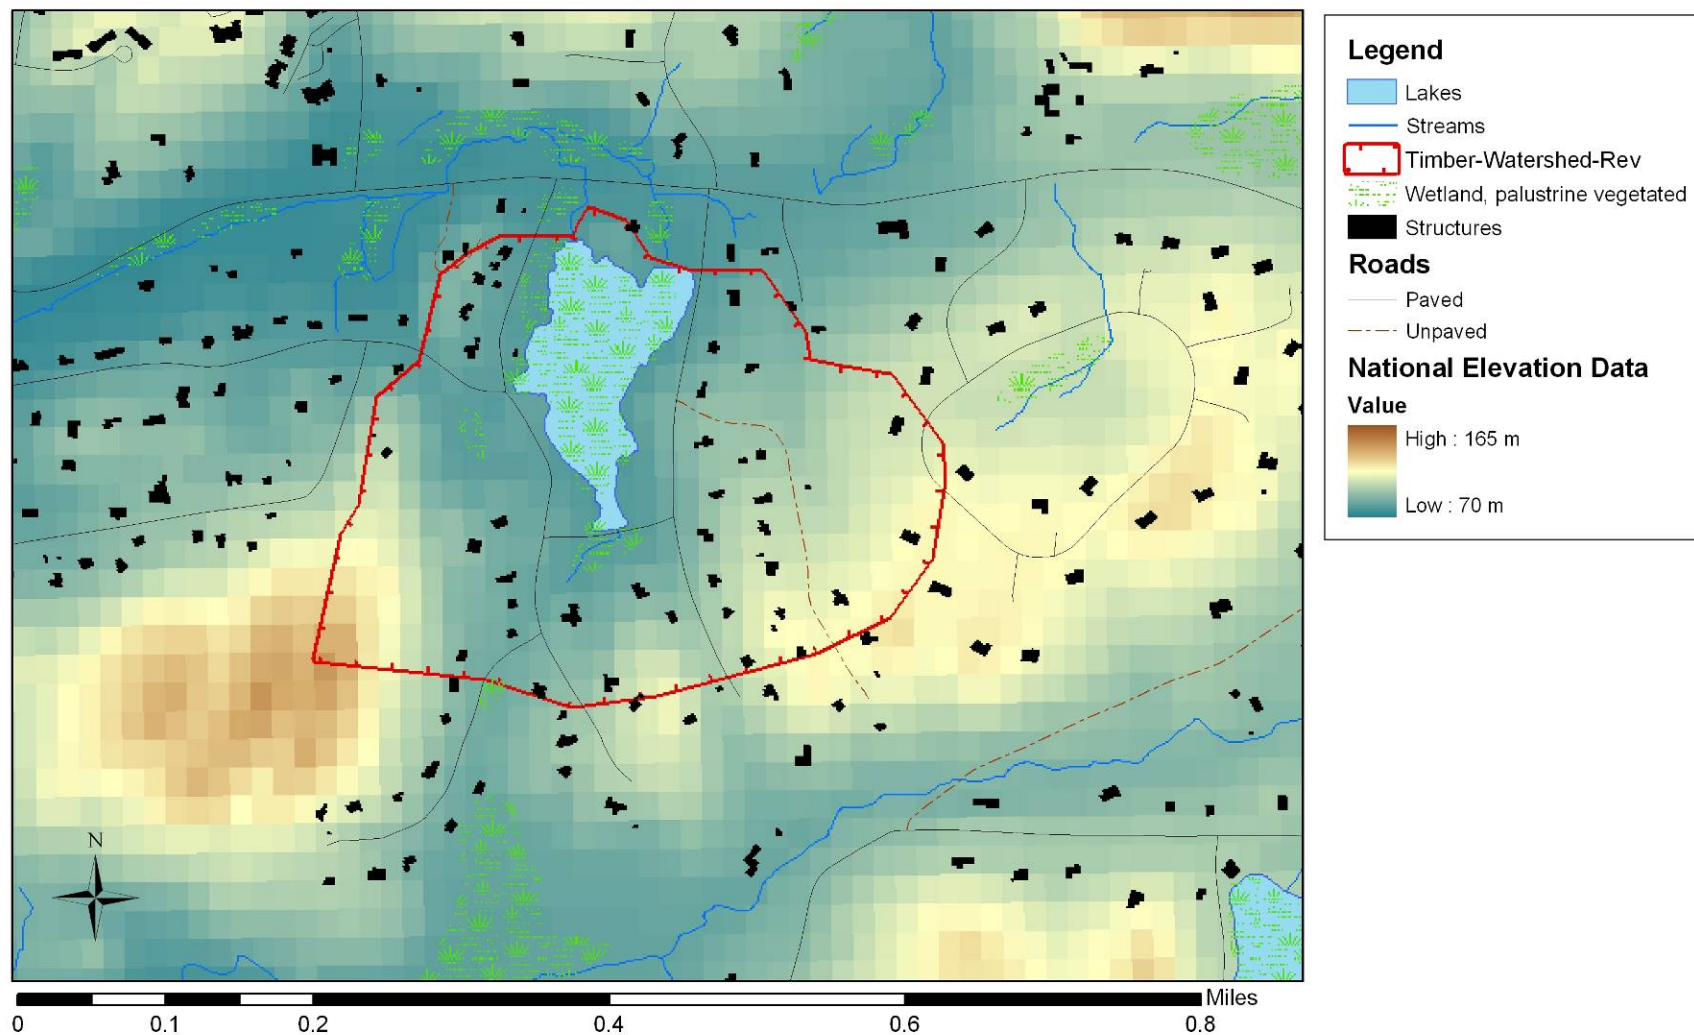 Legend
Lakes
Streams
Timber-Watershed-Rev
Wetland, palustrine vegetated
Structures
Roads
Paved
Unpaved
National Elevation Data
Value
High : 165 m
Low : 70 m
N
Miles
0 0.1 0.2 0.4 0.6 0.8